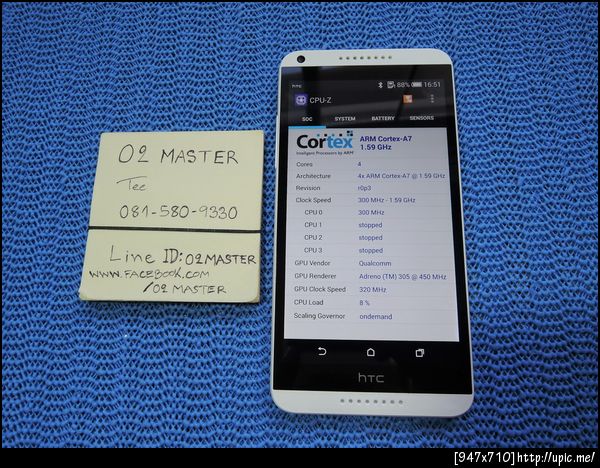 O2 MASTER
Tee
081-580-9330
Line ID: O2MASTER
WWW.FACEBOOK.COM
/O2 MASTER
88% 16:51
CPU-Z
SOC SYSTEM BATTERY SENSORS
Cortex
Intelligent Processors by ARM
ARM Cortex-A7
1.59 GHz
Cores 4
Architecture 4x ARM Cortex-A7 @ 1.59 GHz
Revision r0p3
Clock Speed 300 MHz - 1.59 GHz
CPU 0 300 MHz
CPU 1 stopped
CPU 2 stopped
CPU 3 stopped
GPU Vendor Qualcomm
GPU Renderer Adreno (TM) 305 @ 450 MHz
GPU Clock Speed 320 MHz
CPU Load 8 %
Scaling Governor ondemand
hTC
[947x710]http://upic.me/